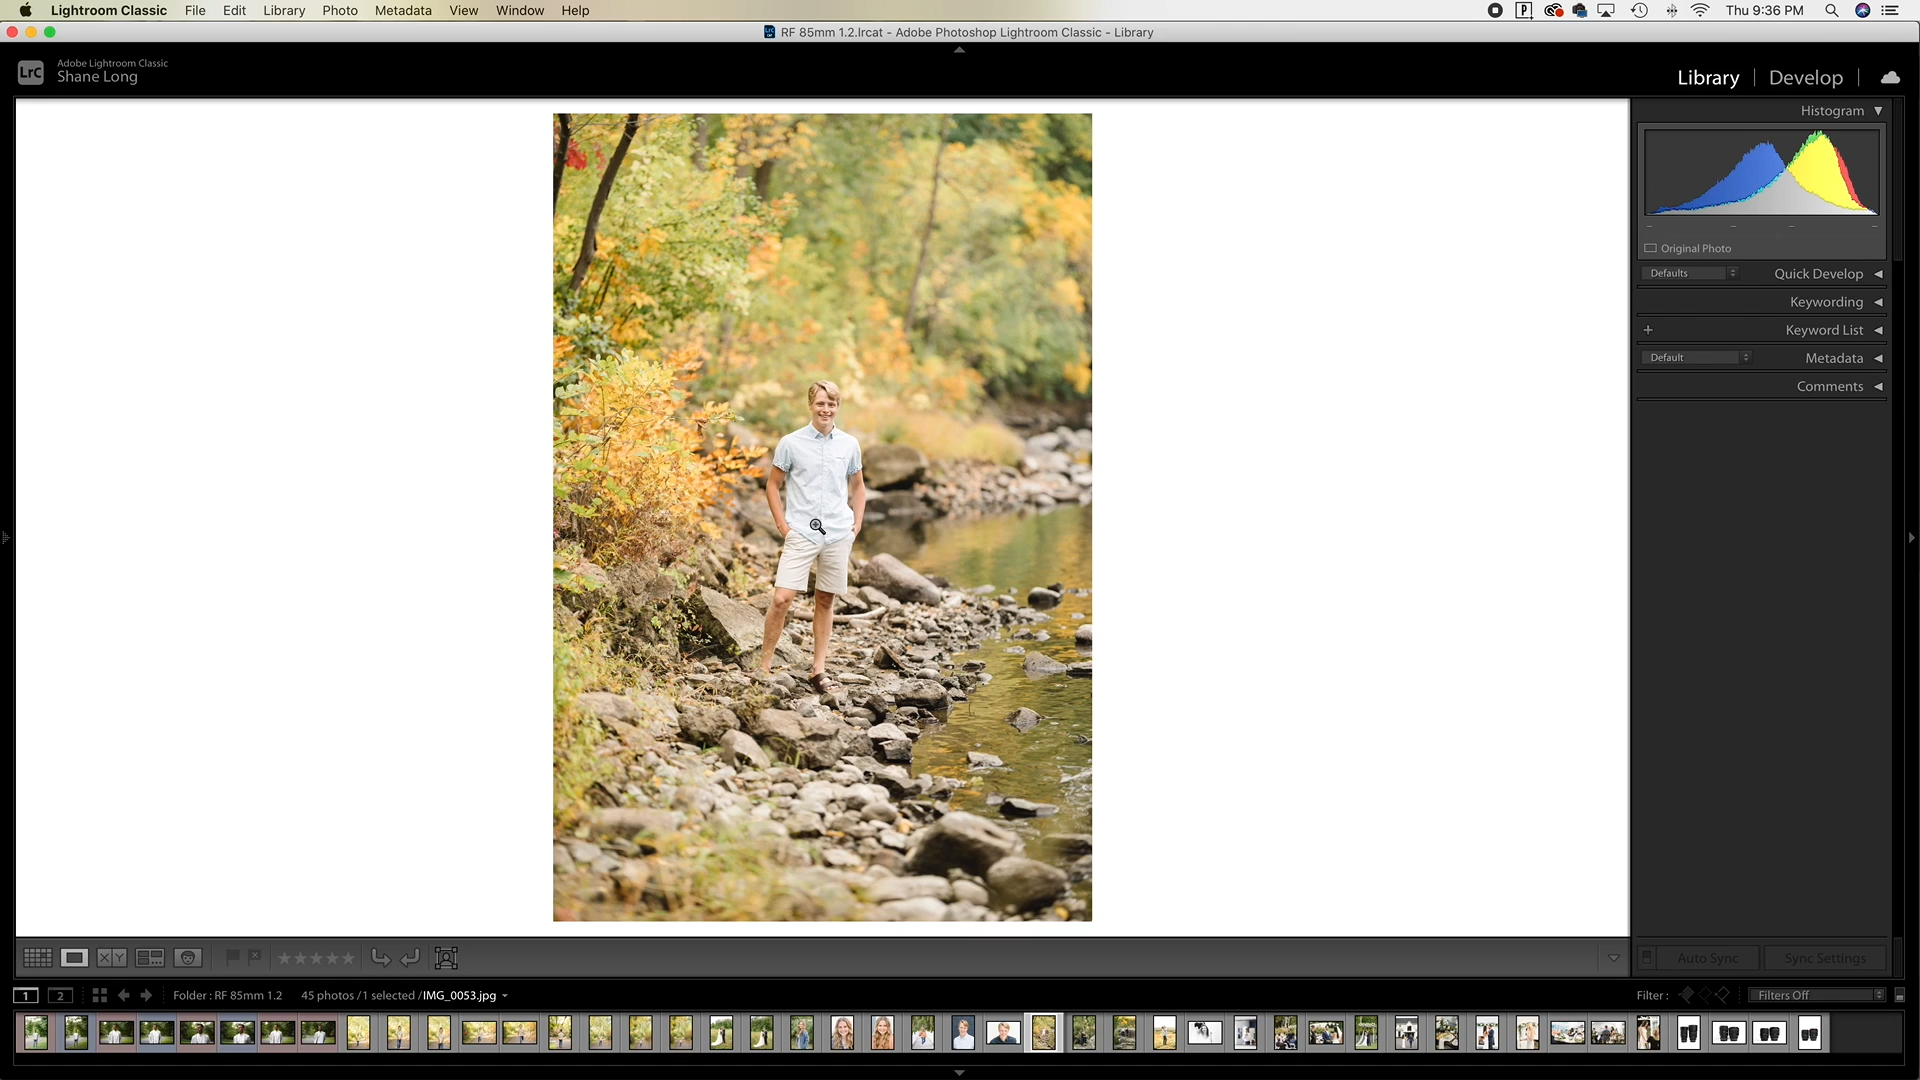 Lightroom Classic File Edit Library Photo Metadata View Window Help Thu 9:36 PM
RF 85mm 1.2.lrcat - Adobe Photoshop Lightroom Classic - Library
LrC Adobe Lightroom Classic
Shane Long
Library | Develop |
Histogram
Original Photo
Defaults Quick Develop
Keywording
+ Keyword List
Default Metadata
Comments
XY
Auto Sync Sync Settings
1 2 Folder : RF 85mm 1.2 45 photos / 1 selected / IMG_0053.jpg Filter : Filters Off